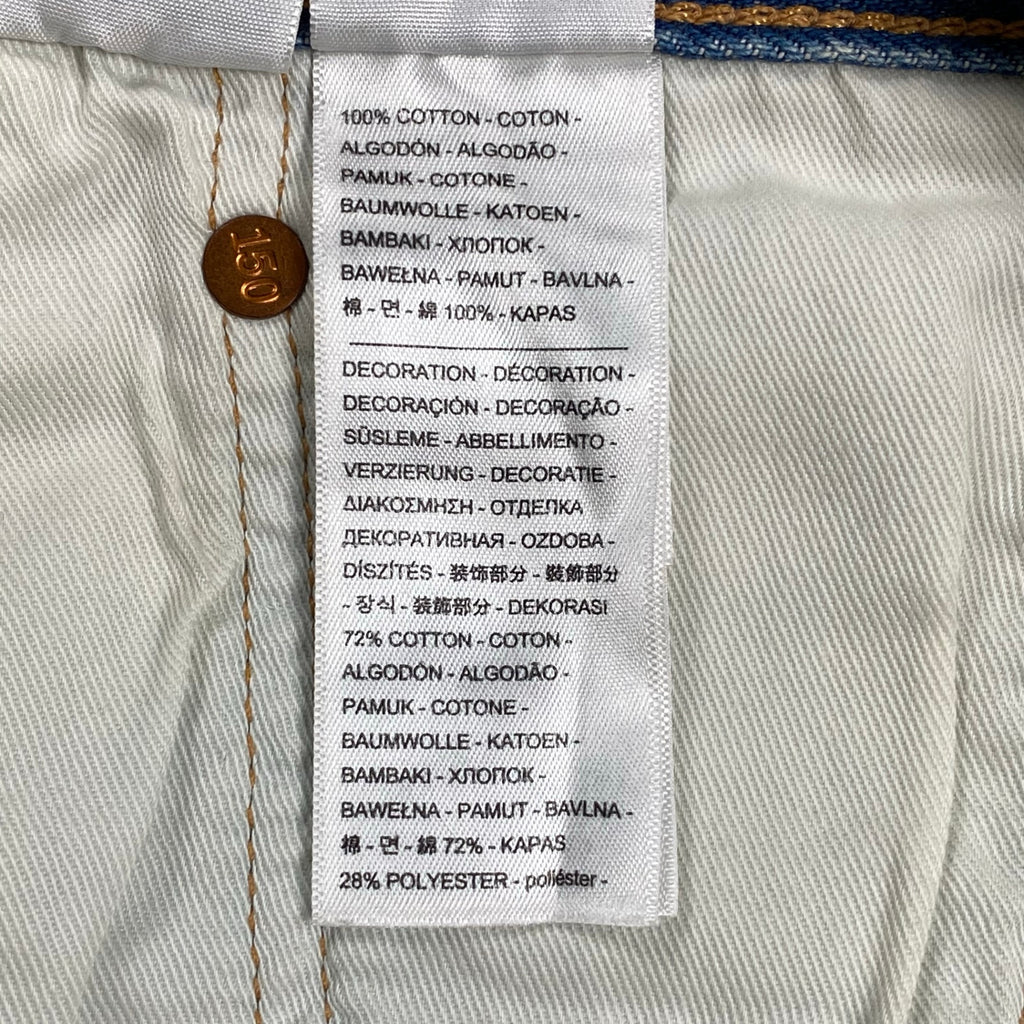 100% COTTON - COTON -
ALGODÓN - ALGODÃO -
PAMUK - COTONE -
BAUMWOLLE - KATOEN -
BAMBAKI - ХЛОПОК -
BAWEŁNA - PAMUT - BAVLNA -
棉 - 면 - 綿 100% - KAPAS
150
DECORATION - DÉCORATION -
DECORAÇIÓN - DECORAÇÃO -
SÜSLEME - ABBELLIMENTO -
VERZIERUNG - DECORATIE -
ΔΙΑΚΟΣΜΗΣΗ - ОТДЕЛКА
ДЕКОРАТИВНАЯ - OZDOBA -
DÍSZÍTÉS - 装饰部分 - 裝飾部分
- 장식 - 装飾部分 - DEKORASI
72% COTTON - COTON -
ALGODÓN - ALGODÃO -
PAMUK - COTONE -
BAUMWOLLE - KATOEN -
BAMBAKI - ХЛОПОК -
BAWEŁNA - PAMUT - BAVLNA -
棉 - 면 - 綿 72% - KAPAS
28% POLYESTER - poliéster -